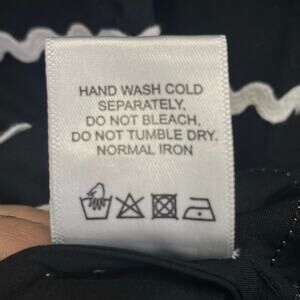 HAND WASH COLD
SEPARATELY,
DO NOT BLEACH,
DO NOT TUMBLE DRY.
NORMAL IRON